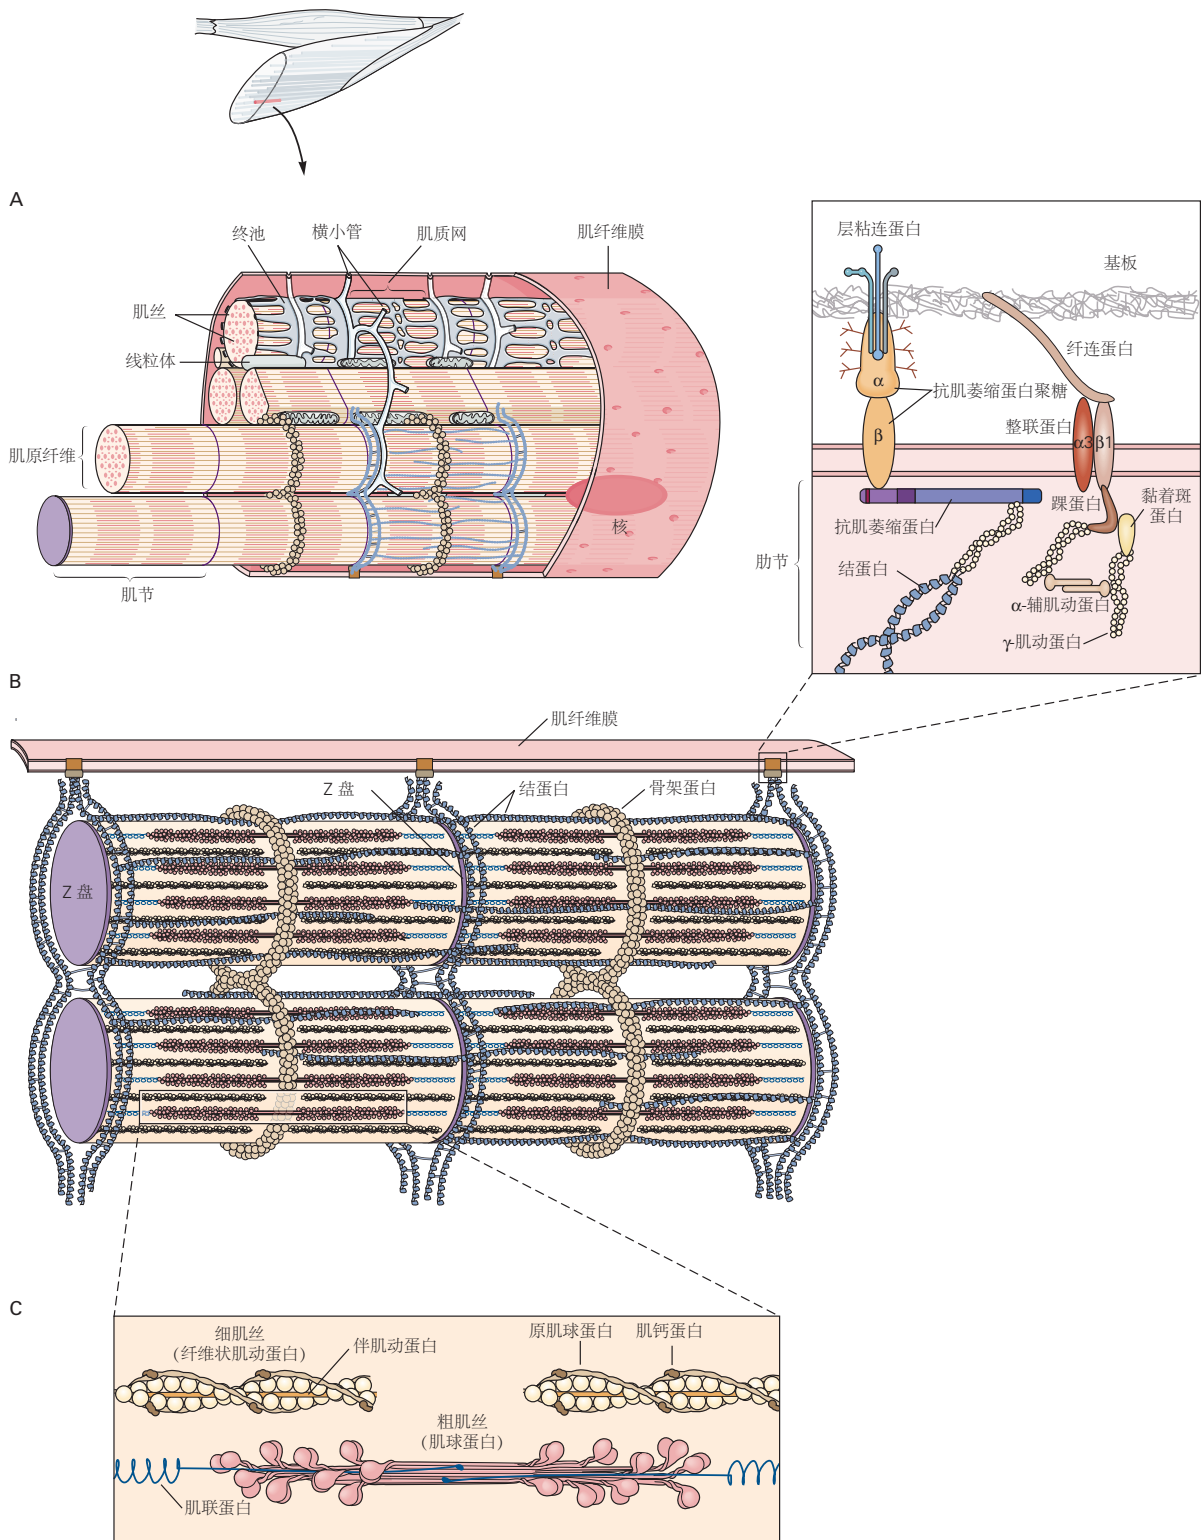 A
终池
横小管
肌质网
肌纤维膜
肌丝
线粒体
肌原纤维
核
肌节
层粘连蛋白
基板
纤连蛋白
α
抗肌萎缩蛋白聚糖
β
整联蛋白
α3
β1
踝蛋白
黏着斑
蛋白
抗肌萎缩蛋白
肋节
结蛋白
α-辅肌动蛋白
γ-肌动蛋白
B
肌纤维膜
Z 盘
结蛋白
骨架蛋白
Z 盘
C
细肌丝
(纤维状肌动蛋白)
伴肌动蛋白
原肌球蛋白
肌钙蛋白
粗肌丝
(肌球蛋白)
肌联蛋白